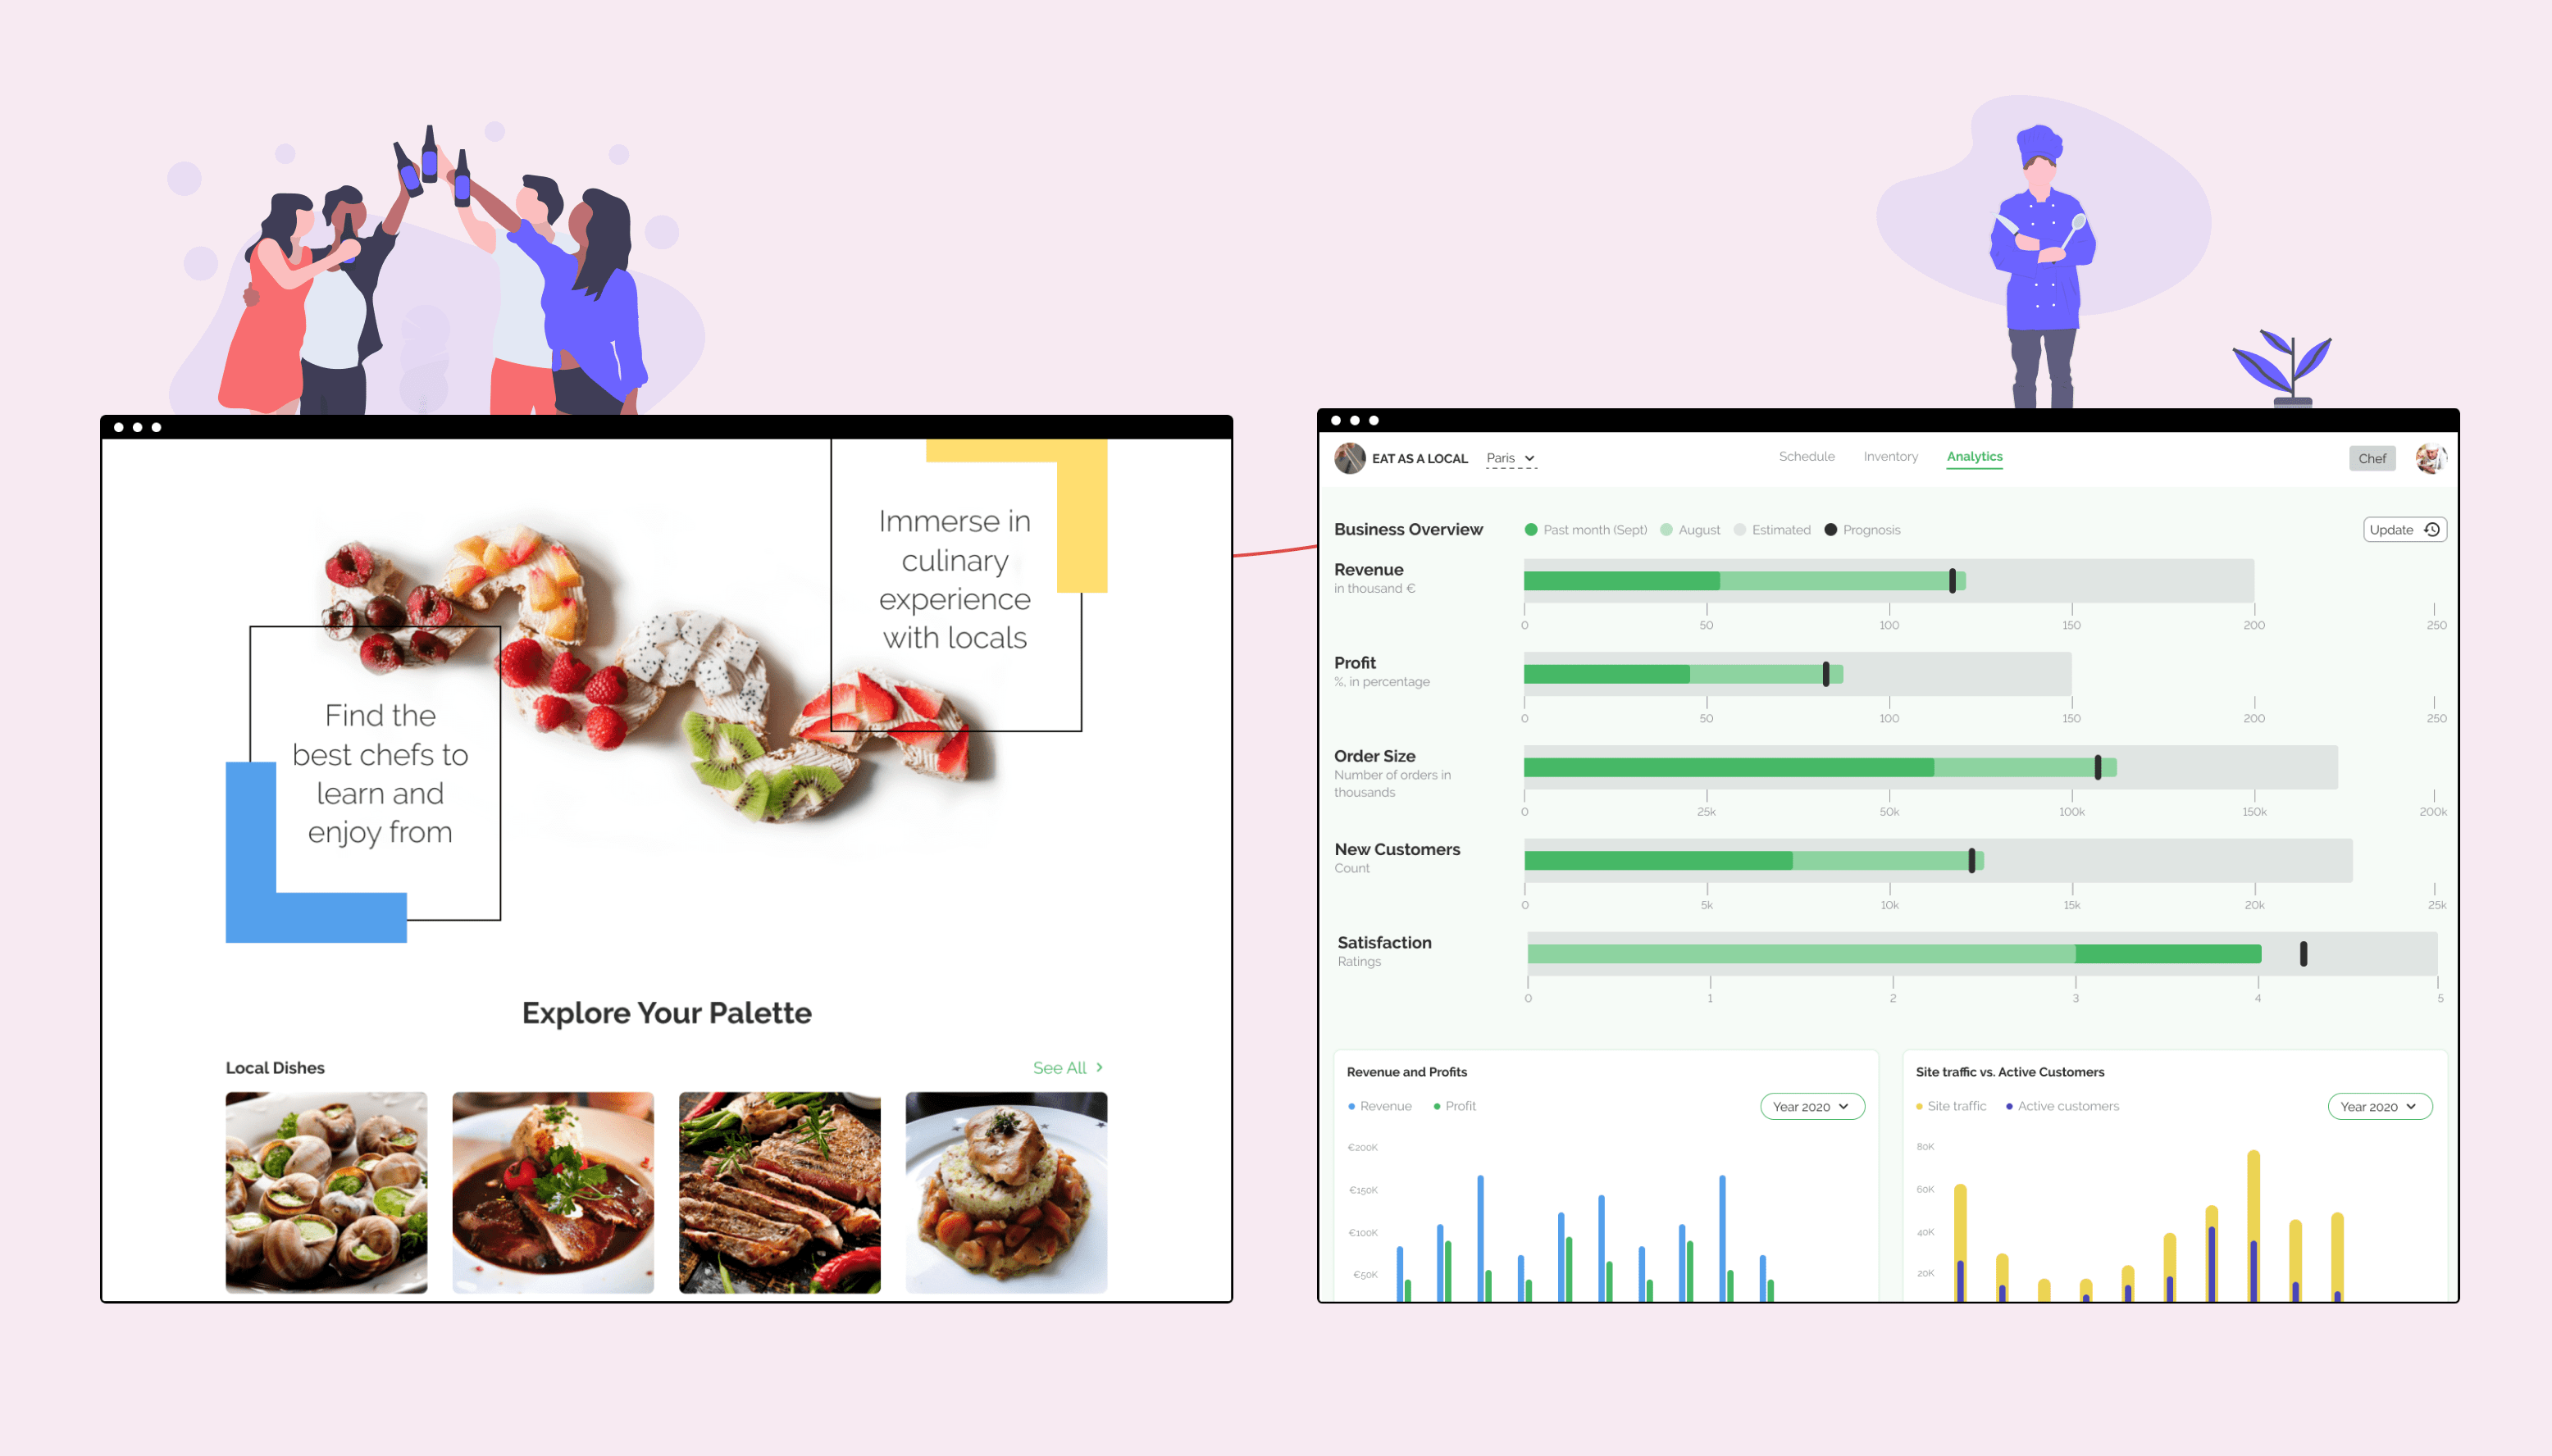 Immerse in
culinary
experience
with locals
Find the
best chefs to
learn and
enjoy from
Explore Your Palette
Local Dishes
See All
EAT AS A LOCAL
Paris
Schedule
Inventory
Analytics
Chef
Business Overview
Past month (Sept)
August
Estimated
Prognosis
Update
Revenue
in thousand €
0 50 100 150 200 250
Profit
%, in percentage
0 50 100 150 200 250
Order Size
Number of orders in
thousands
0 25k 50k 100k 150k 200k
New Customers
Count
0 5k 10k 15k 20k 25k
Satisfaction
Ratings
0 1 2 3 4 5
Revenue and Profits
Revenue
Profit
Year 2020
€200K
€150K
€100K
€50K
Site traffic vs. Active Customers
Site traffic
Active customers
Year 2020
80K
60K
40K
20K